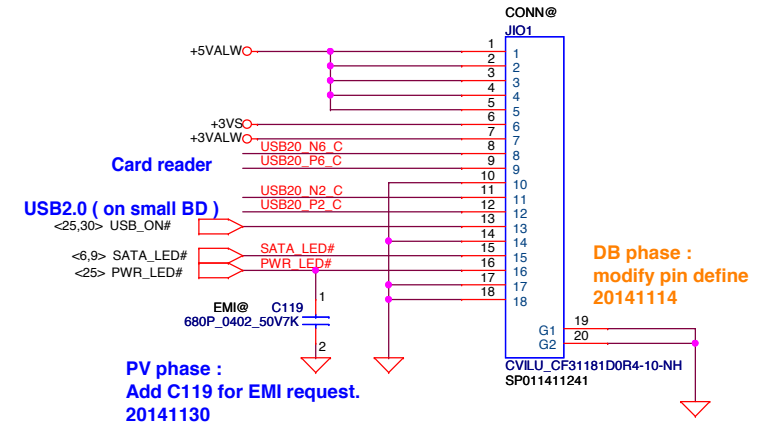 CONN@
JIO1
+5VALW
1 1
2 2
3 3
4 4
5 5
+3VS 6 6
+3VALW 7 7
USB20_N6_C 8 8
Card reader USB20_P6_C 9 9
10 10
USB20_N2_C 11 11
USB2.0 ( on small BD ) USB20_P2_C 12 12
<25,30> USB_ON# 13 13
14 14
<6,9> SATA_LED# SATA_LED# 15 15
<25> PWR_LED# PWR_LED# 16 16
17 17
18 18
DB phase :
modify pin define
20141114
EMI@ C119 1
680P_0402_50V7K
2
G1 19
G2 20
CVILU_CF31181D0R4-10-NH
SP011411241
PV phase :
Add C119 for EMI request.
20141130